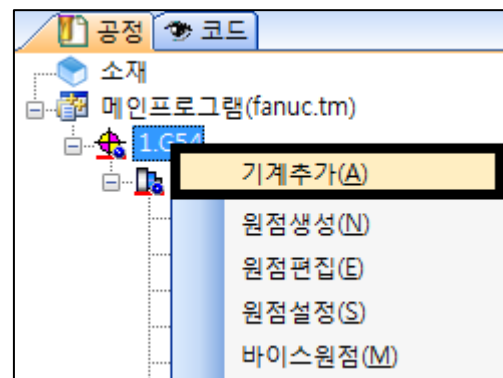 공정 코드
소재
메인프로그램(fanuc.tm)
1.G54
기계추가(A)
원점생성(N)
원점편집(E)
원점설정(S)
바이스원점(M)